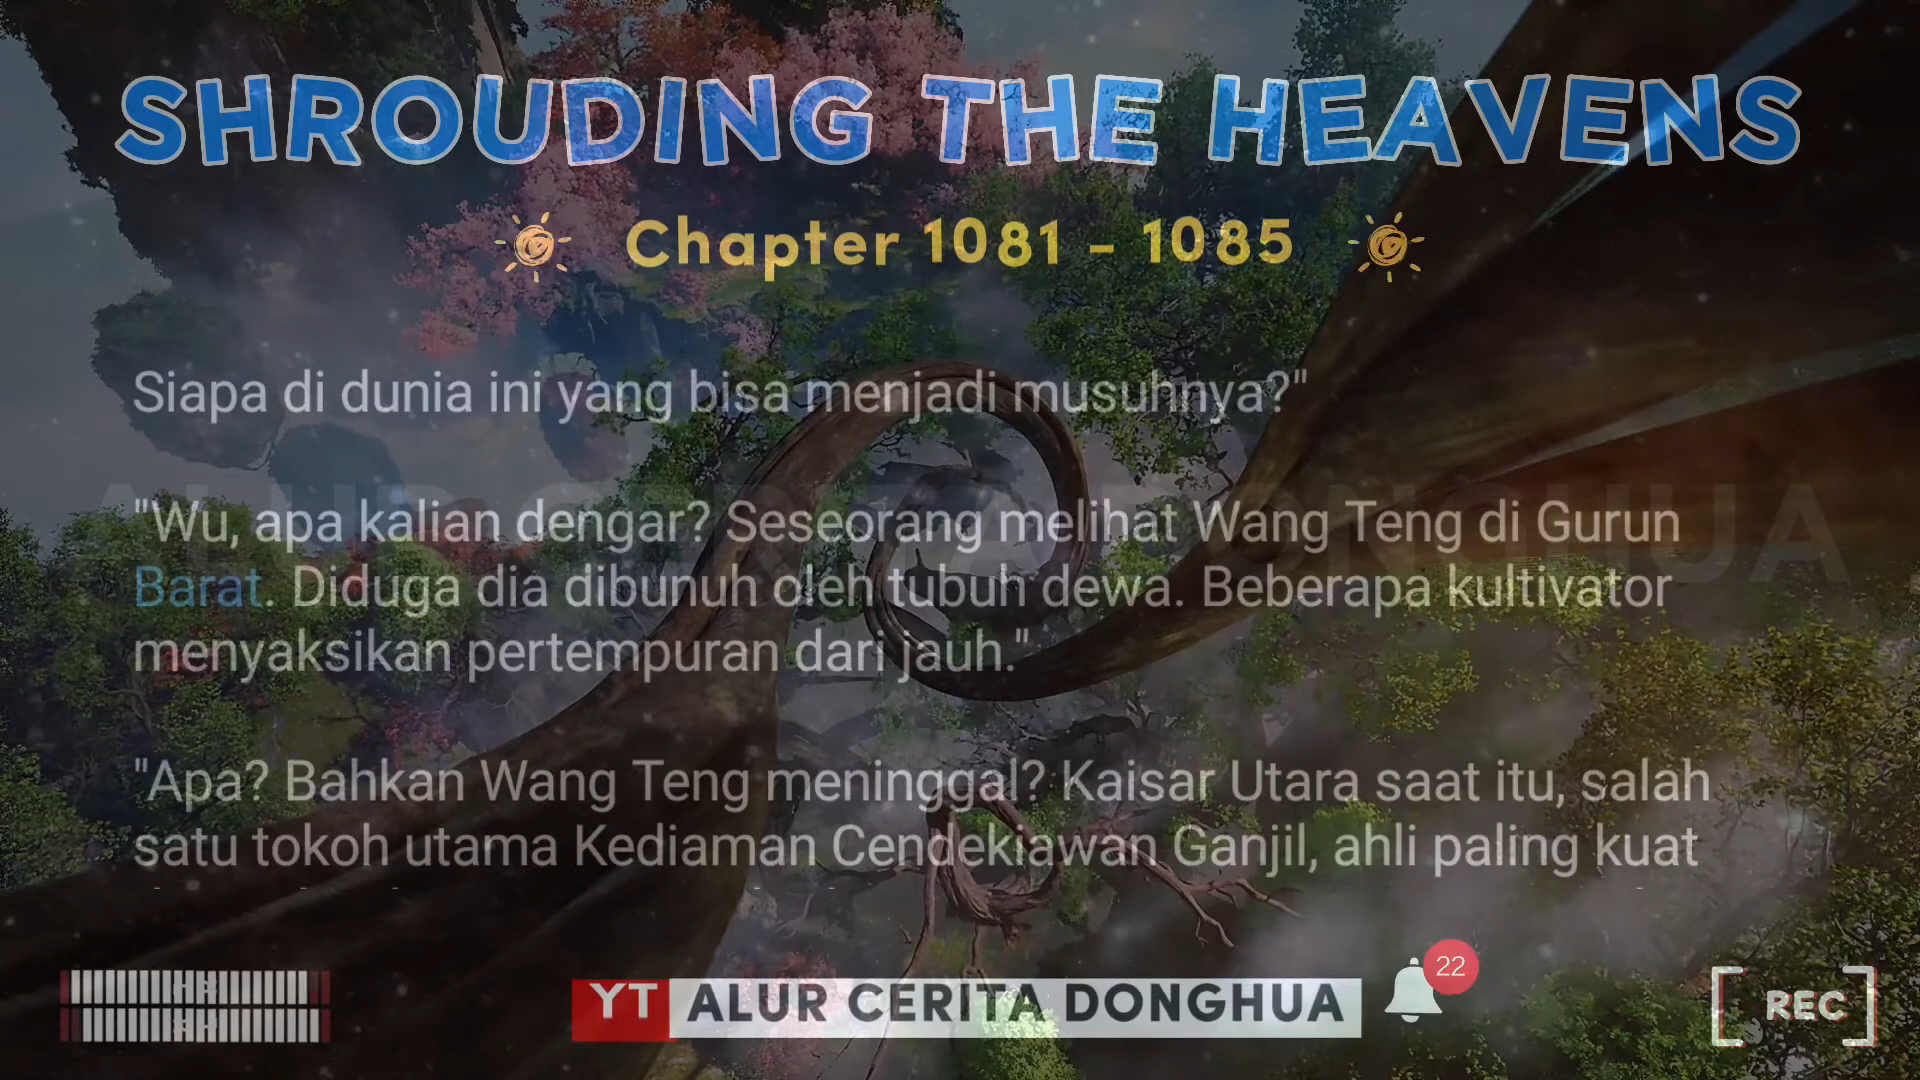 SHROUDING THE HEAVENS
Chapter 1081 - 1085
Siapa di dunia ini yang bisa menjadi musuhnya?"
"Wu, apa kalian dengar? Seseorang melihat Wang Teng di Gurun
Barat. Diduga dia dibunuh oleh tubuh dewa. Beberapa kultivator
menyaksikan pertempuran dari jauh."
"Apa? Bahkan Wang Teng meninggal? Kaisar Utara saat itu, salah
satu tokoh utama Kediaman Cendekiawan Ganjil, ahli paling kuat
ALUR CERITA DONGHUA
YT ALUR CERITA DONGHUA
22
REC